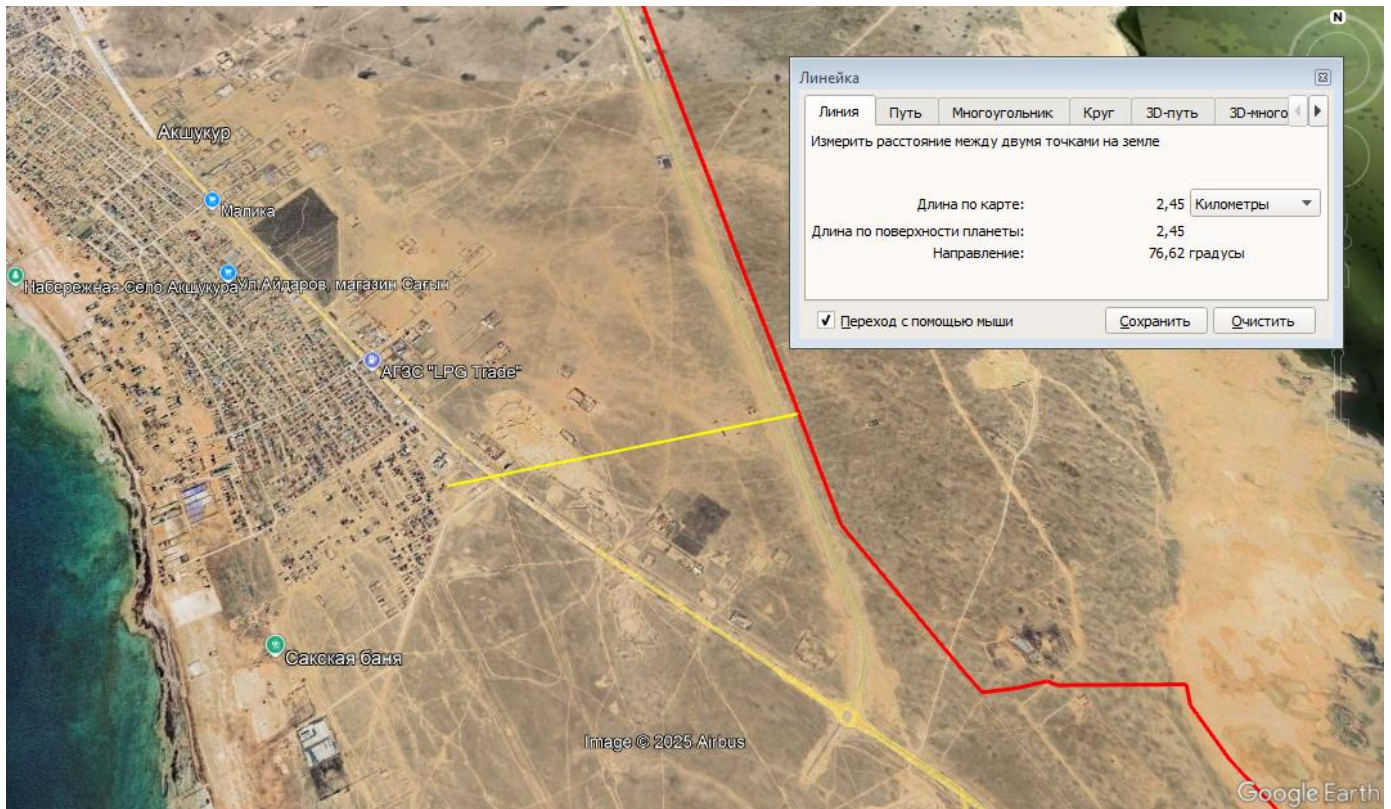 N
Линейка
Линия
Путь
Многоугольник
Круг
3D-путь
3D-много
Измерить расстояние между двумя точками на земле
Длина по карте: 2,45 Километры
Длина по поверхности планеты: 2,45
Направление: 76,62 градусы
Переход с помощью мыши
Сохранить
Очистить
Акшукур
Малика
Набережная Село Акшукура
Ул.Айдаров, магазин Сағын
АГЗС "LPG Trade"
Сакская баня
Image © 2025 Airbus
Google Earth